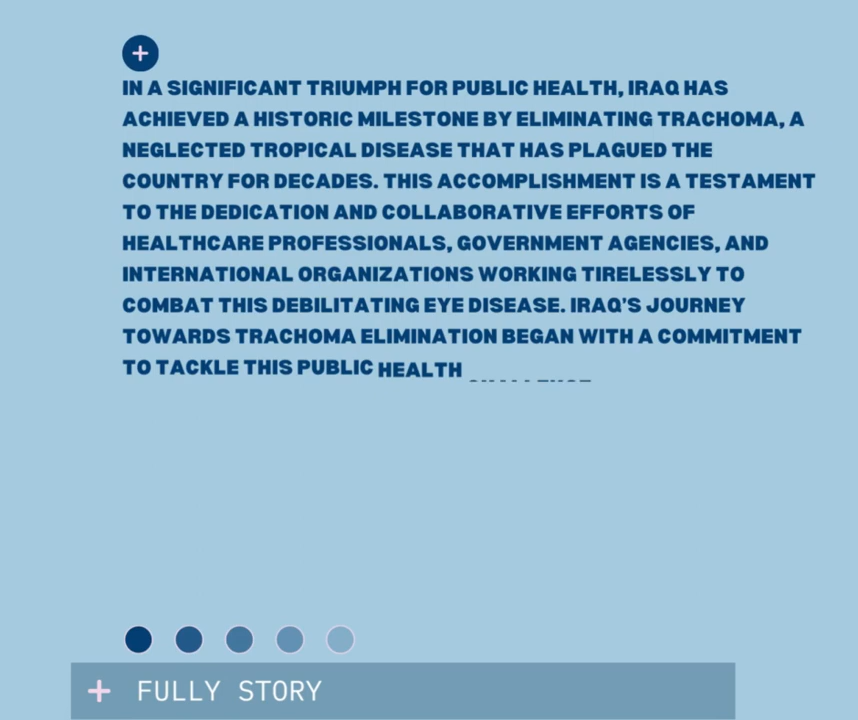 IN A SIGNIFICANT TRIUMPH FOR PUBLIC HEALTH, IRAQ HAS
ACHIEVED A HISTORIC MILESTONE BY ELIMINATING TRACHOMA, A
NEGLECTED TROPICAL DISEASE THAT HAS PLAGUED THE
COUNTRY FOR DECADES. THIS ACCOMPLISHMENT IS A TESTAMENT
TO THE DEDICATION AND COLLABORATIVE EFFORTS OF
HEALTHCARE PROFESSIONALS, GOVERNMENT AGENCIES, AND
INTERNATIONAL ORGANIZATIONS WORKING TIRELESSLY TO
COMBAT THIS DEBILITATING EYE DISEASE. IRAQ'S JOURNEY
TOWARDS TRACHOMA ELIMINATION BEGAN WITH A COMMITMENT
TO TACKLE THIS PUBLIC HEALTH
FULLY STORY